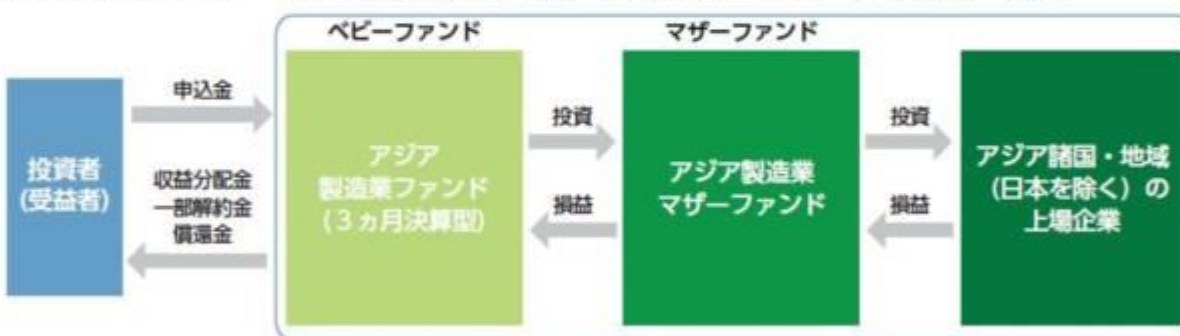 ベビーファンド
マザーファンド
投資者
(受益者)
申込金
収益分配金
一部解約金
償還金
アジア
製造業ファンド
(3ヵ月決算型)
投資
損益
アジア製造業
マザーファンド
投資
損益
アジア諸国・地域
(日本を除く)の
上場企業